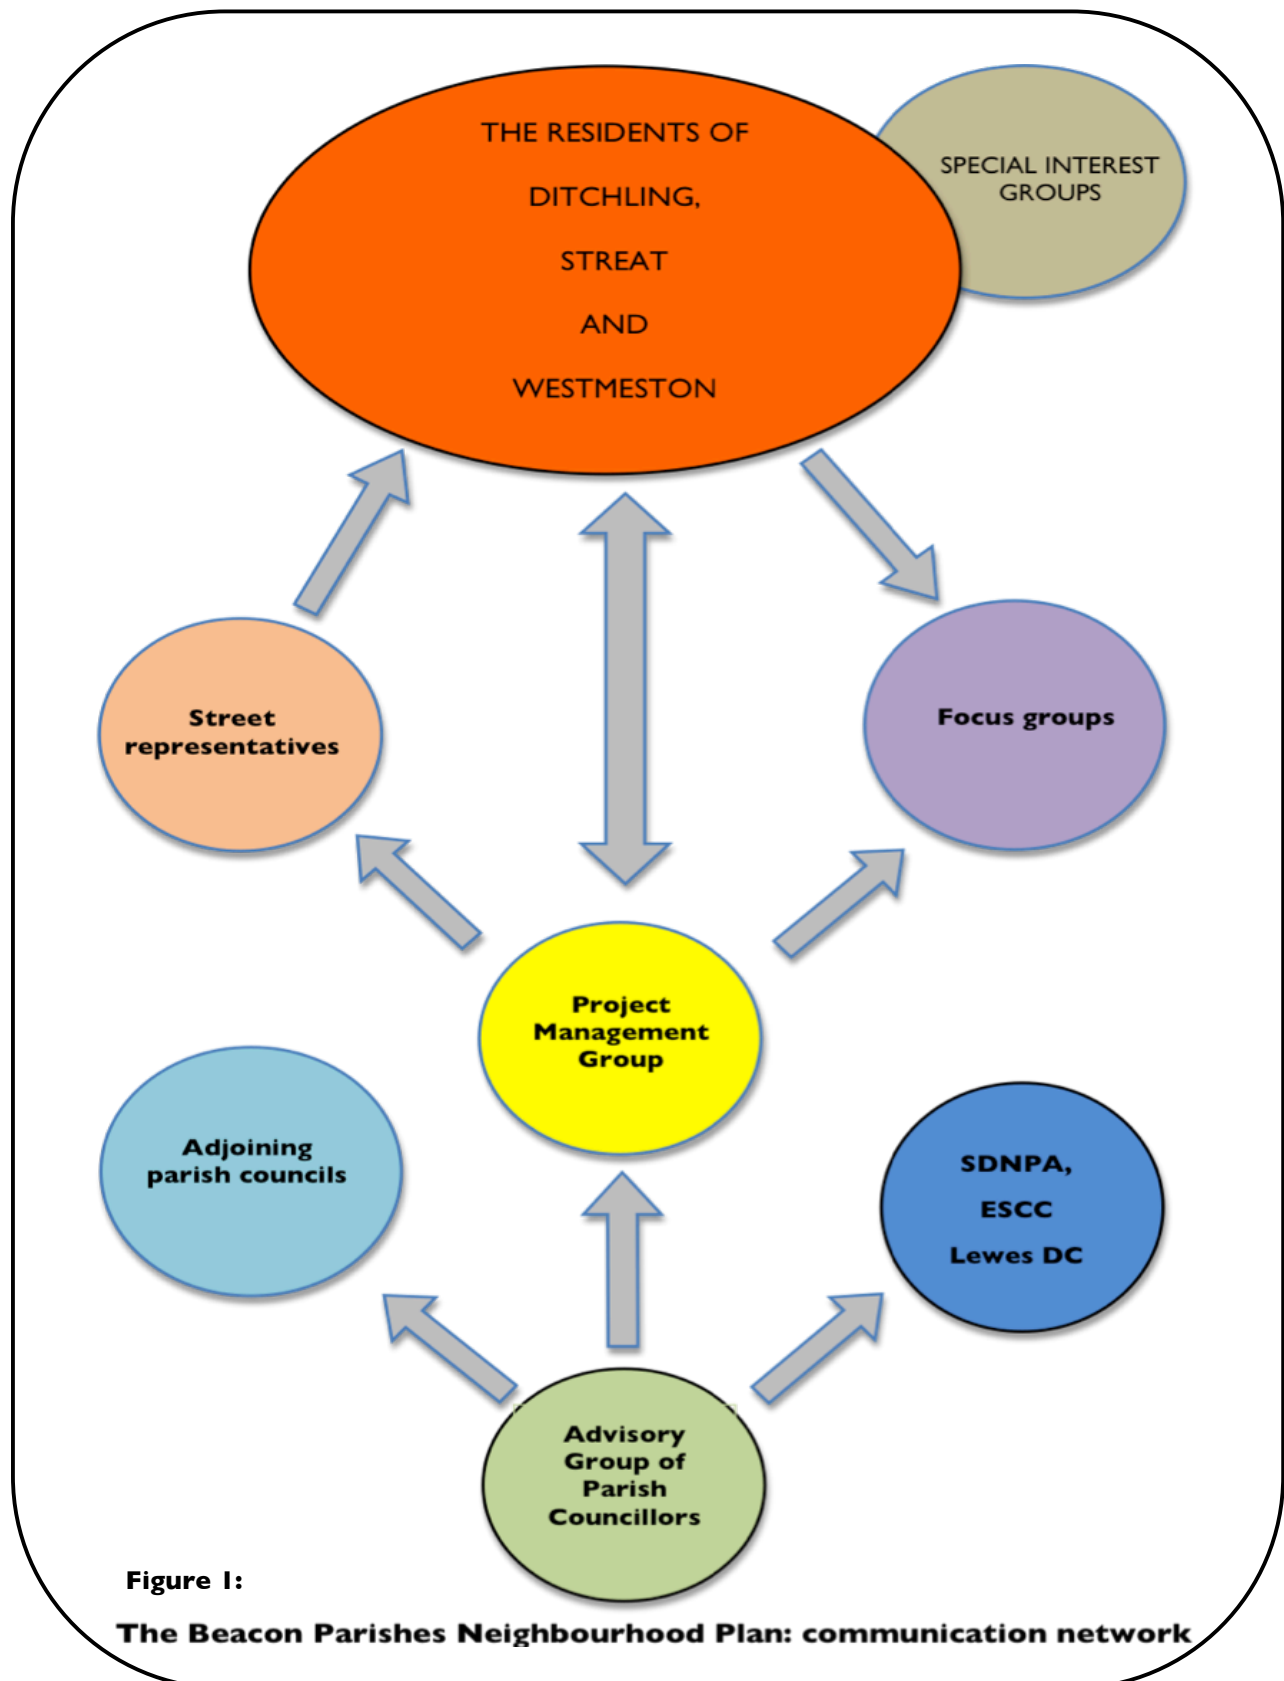 THE RESIDENTS OF
DITCHLING,
STREAT
AND
WESTMESTON
SPECIAL INTEREST
GROUPS
Street
representatives
Focus groups
Project
Management
Group
Adjoining
parish councils
SDNPA,
ESCC
Lewes DC
Advisory
Group of
Parish
Councillors
Figure 1:
The Beacon Parishes Neighbourhood Plan: communication network